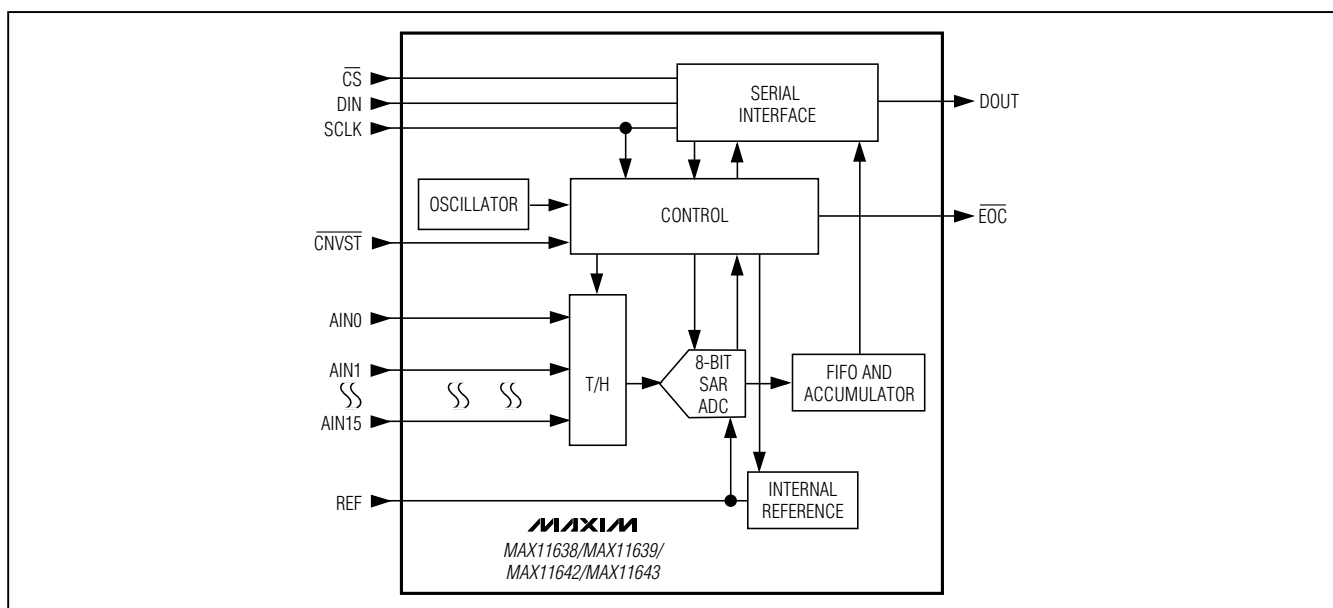 CS
DIN
SCLK
SERIAL
INTERFACE
DOUT
OSCILLATOR
CONTROL
EOC
CNVST
AIN0
AIN1
AIN15
T/H
8-BIT
SAR
ADC
FIFO AND
ACCUMULATOR
REF
INTERNAL
REFERENCE
MAXIM
MAX11638/MAX11639/
MAX11642/MAX11643